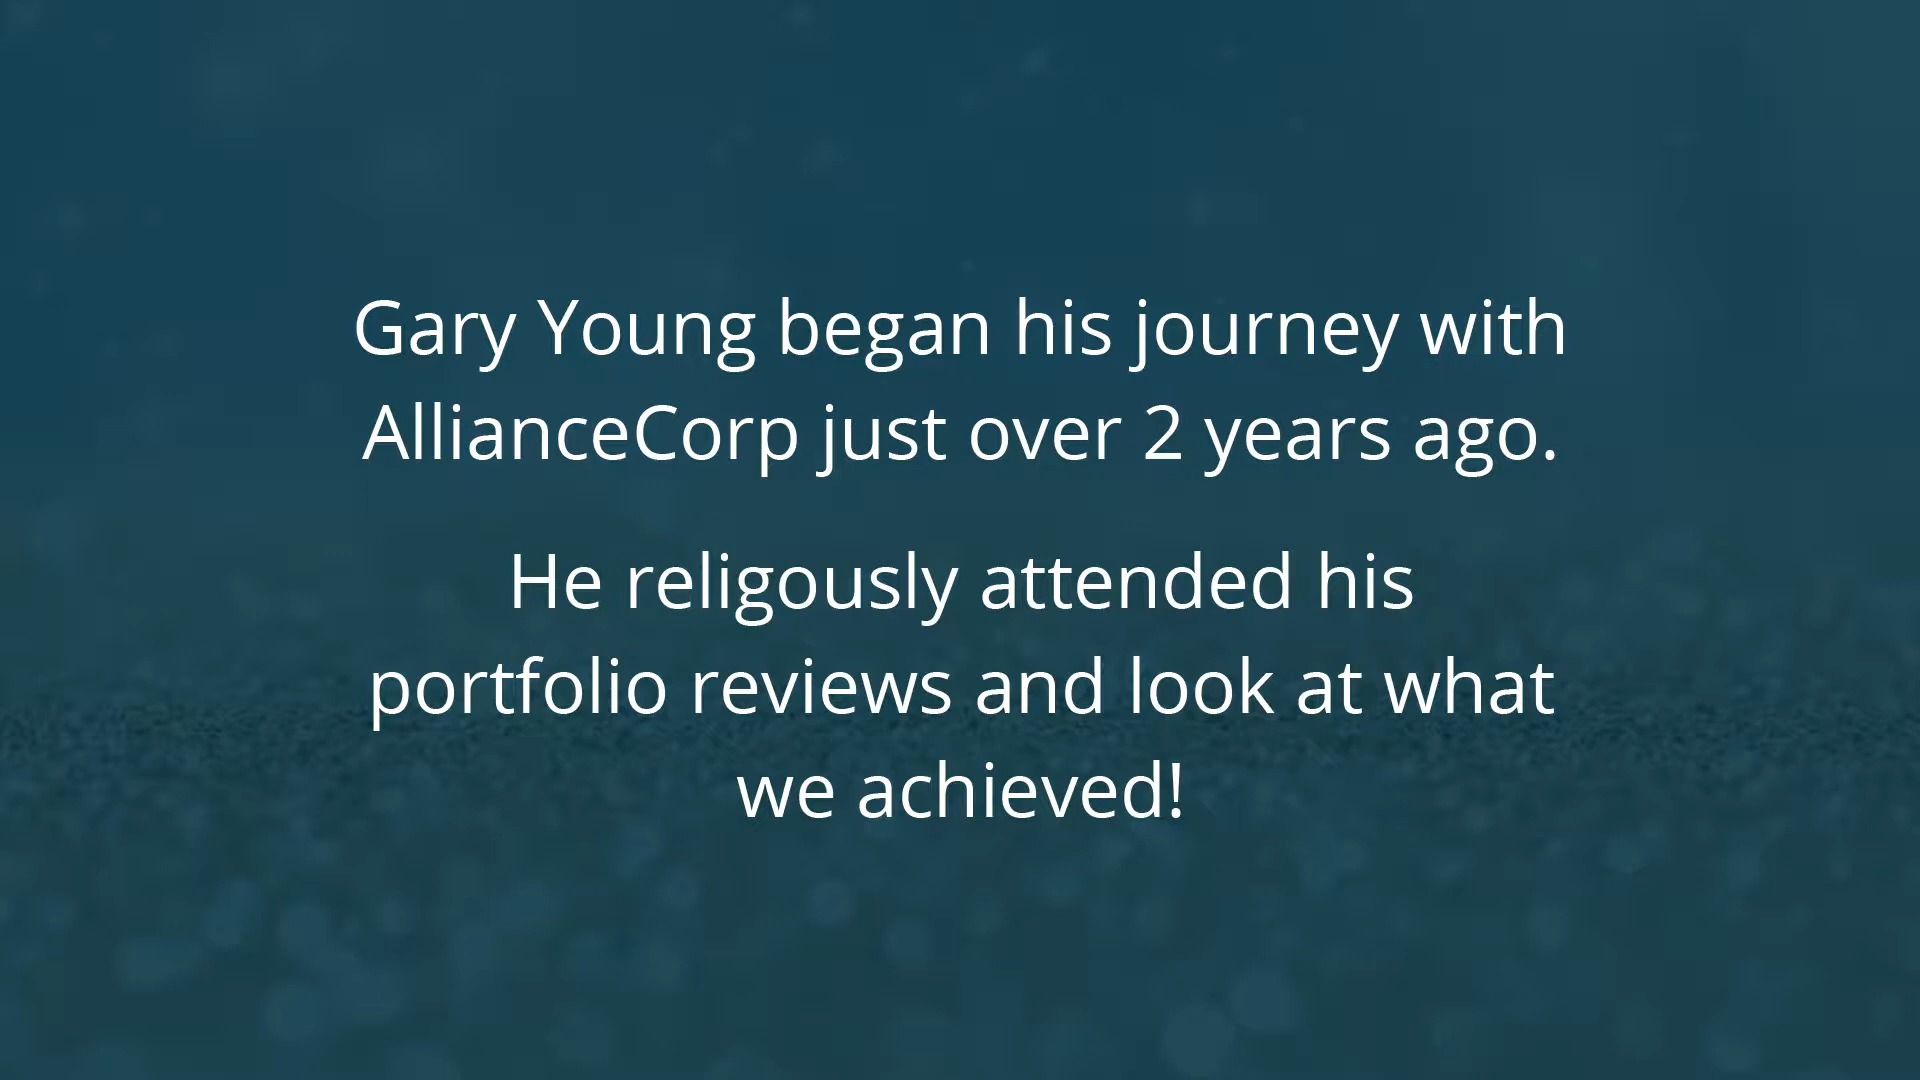 Gary Young began his journey with
AllianceCorp just over 2 years ago.
He religously attended his
portfolio reviews and look at what
we achieved!